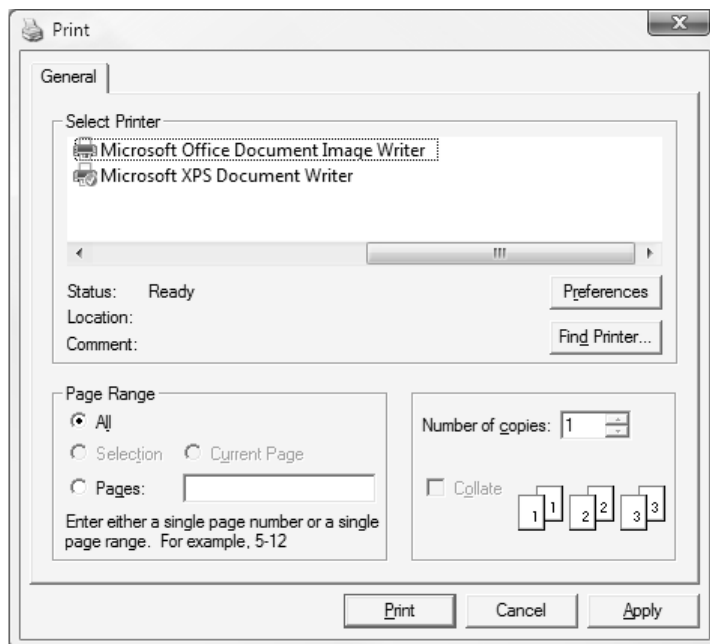 Print
General
Select Printer
Microsoft Office Document Image Writer
Microsoft XPS Document Writer
Status: Ready
Preferences
Location:
Comment:
Find Printer...
Page Range
All
Selection Current Page
Pages:
Enter either a single page number or a single
page range. For example, 5-12
Number of copies: 1
Collate
1 1 2 2 3 3
Print Cancel Apply